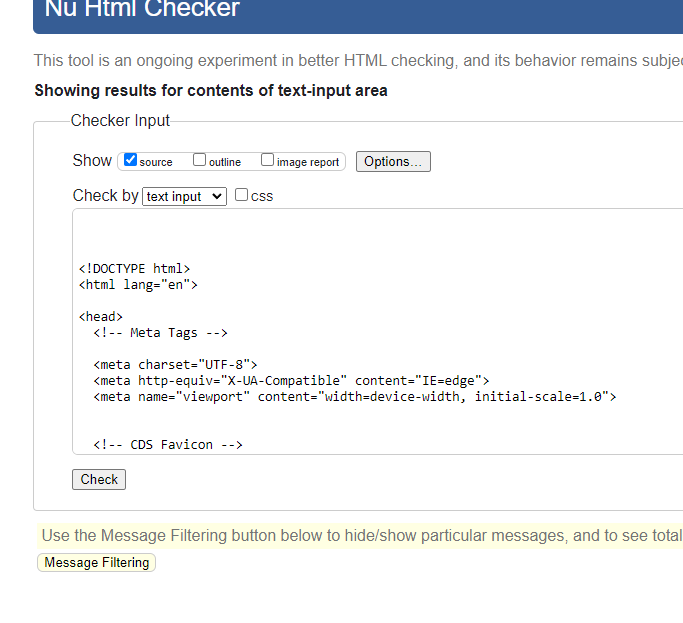 Nu Html Checker
This tool is an ongoing experiment in better HTML checking, and its behavior remains
Showing results for contents of text-input area
Checker Input
Show source outline image report Options...
Check by text input css
<!DOCTYPE html>
<html lang="en">
<head>
<!-- Meta Tags -->
<meta charset="UTF-8">
<meta http-equiv="X-UA-Compatible" content="IE=edge">
<meta name="viewport" content="width=device-width, initial-scale=1.0">
<!-- CDS Favicon -->
Check
Use the Message Filtering button below to hide/show particular messages, and to see total
Message Filtering